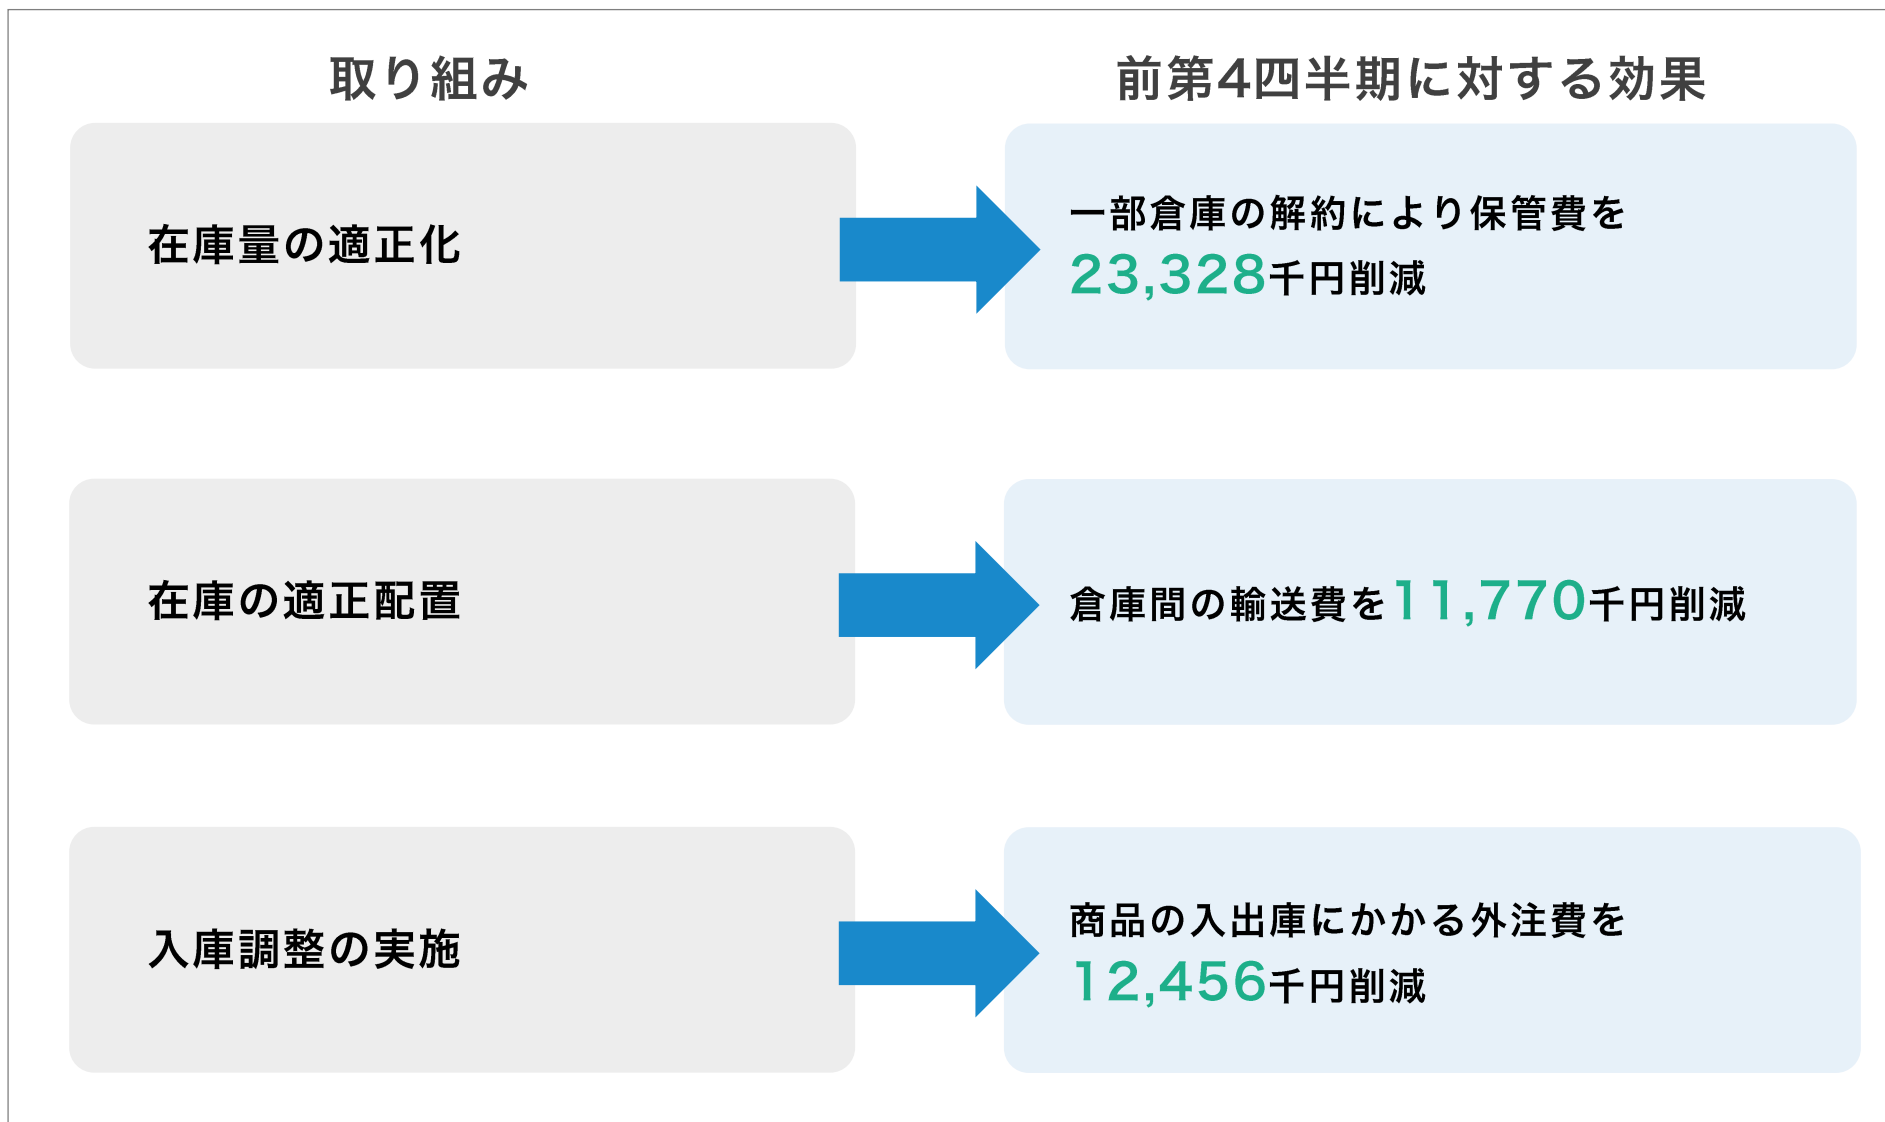 取り組み
前第4四半期に対する効果
在庫量の適正化
一部倉庫の解約により保管費を
23,328千円削減
在庫の適正配置
倉庫間の輸送費を11,770千円削減
入庫調整の実施
商品の入出庫にかかる外注費を
12,456千円削減